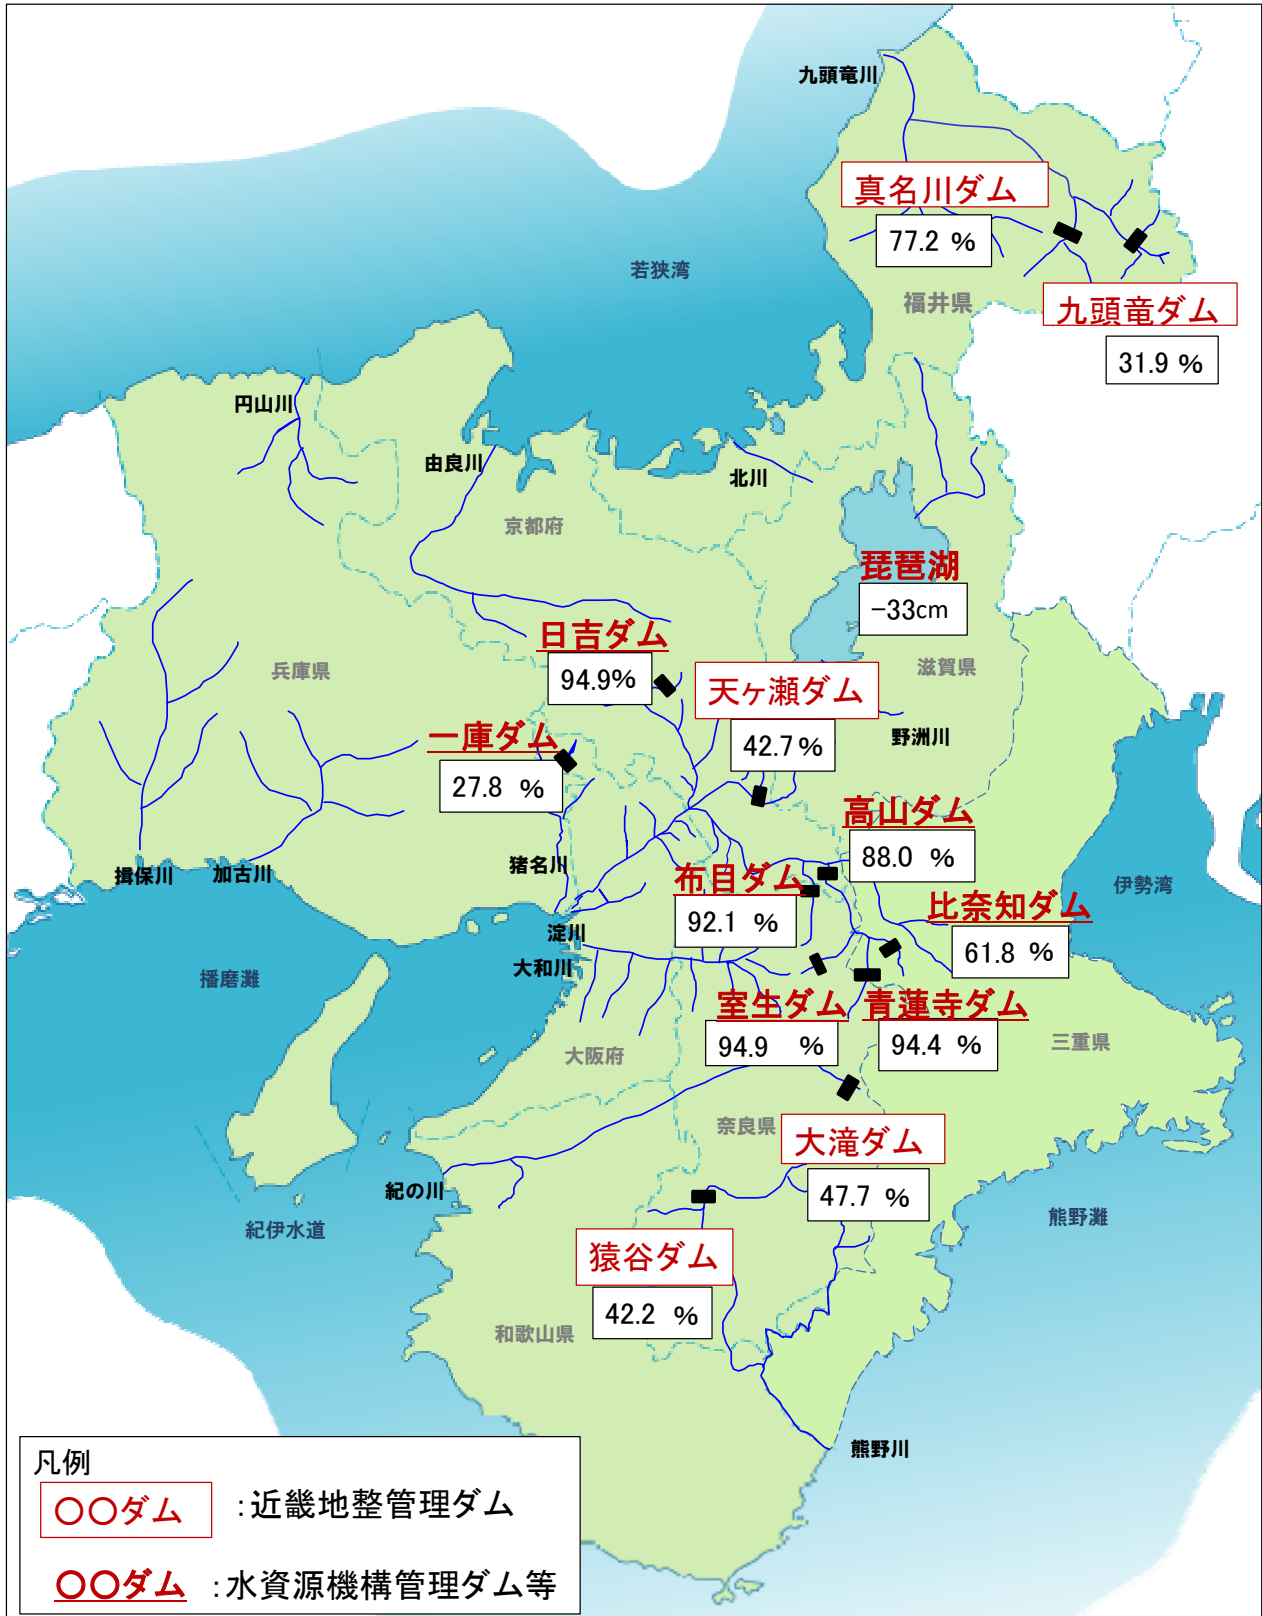 九頭竜川
真名川ダム
77.2 %
若狭湾
福井県
九頭竜ダム
31.9 %
円山川
由良川
北川
京都府
琵琶湖
-33cm
日吉ダム
94.9%
兵庫県
滋賀県
天ヶ瀬ダム
42.7%
野洲川
一庫ダム
27.8 %
高山ダム
88.0 %
猪名川
揖保川
加古川
布目ダム
92.1 %
伊勢湾
比奈知ダム
61.8 %
淀川
大和川
播磨灘
室生ダム
94.9 %
青蓮寺ダム
94.4 %
大阪府
三重県
奈良県
大滝ダム
47.7 %
紀の川
紀伊水道
熊野灘
猿谷ダム
42.2 %
和歌山県
熊野川
凡例
〇〇ダム :近畿地整管理ダム
〇〇ダム :水資源機構管理ダム等